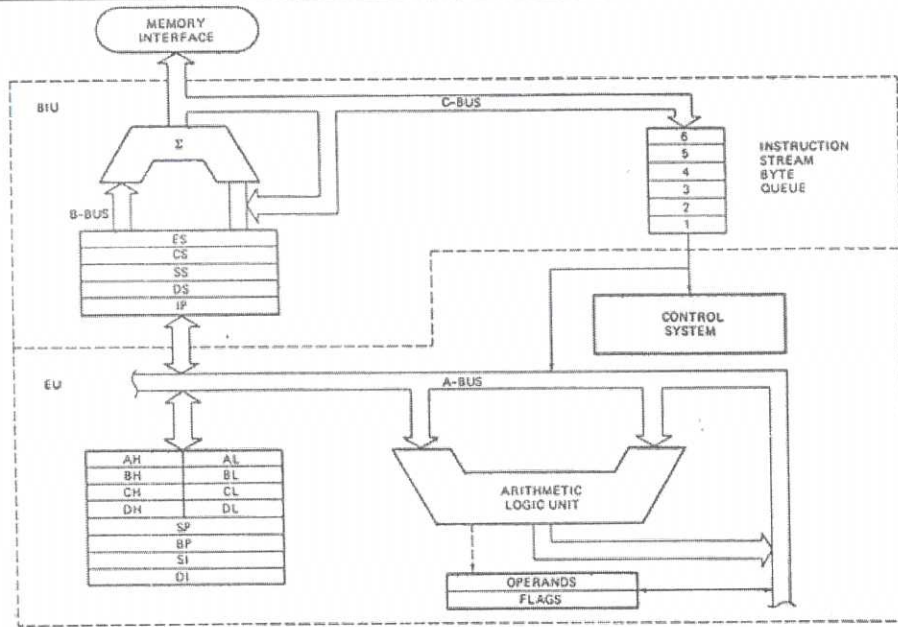 MEMORY
INTERFACE
BIU
C-BUS
Σ
B-BUS
6
5
4
3
2
1
INSTRUCTION
STREAM
BYTE
QUEUE
ES
CS
SS
DS
IP
CONTROL
SYSTEM
EU
A-BUS
AH AL
BH BL
CH CL
DH DL
SP
BP
SI
DI
ARITHMETIC
LOGIC UNIT
OPERANDS
FLAGS